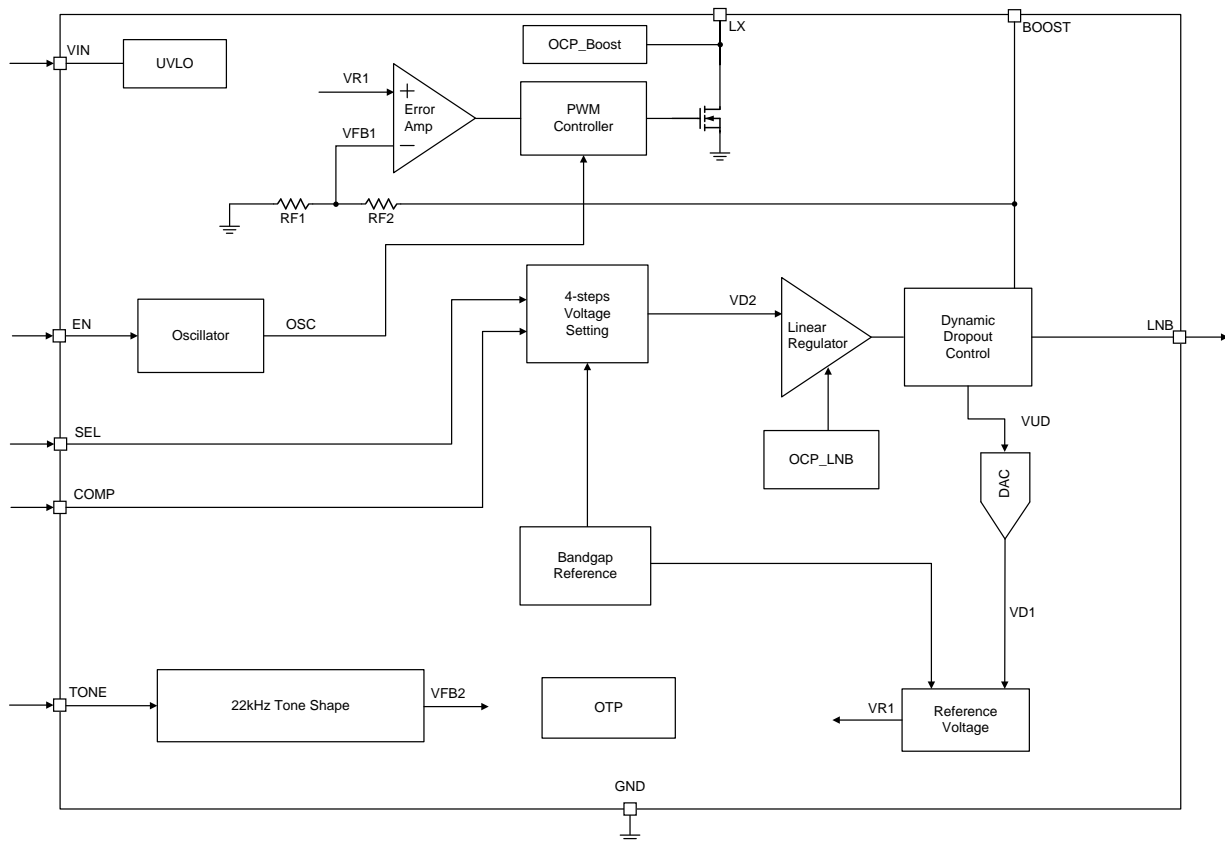 LX
BOOST
VIN
UVLO
OCP_Boost
VR1
+
Error
Amp
−
VFB1
PWM
Controller
RF1
RF2
EN
Oscillator
OSC
4-steps
Voltage
Setting
VD2
Linear
Regulator
Dynamic
Dropout
Control
LNB
SEL
OCP_LNB
VUD
DAC
COMP
Bandgap
Reference
VD1
TONE
22kHz Tone Shape
VFB2
OTP
VR1
Reference
Voltage
GND